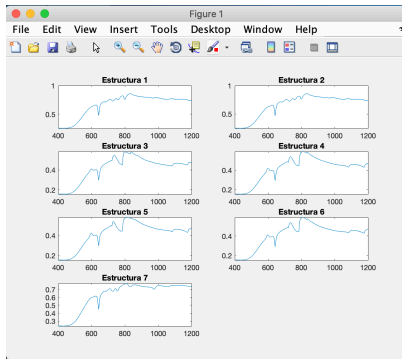 Figure 1
File Edit View Insert Tools Desktop Window Help
Estructura 1
1
0.5
400 600 800 1000 1200
Estructura 2
1
0.5
400 600 800 1000 1200
Estructura 3
0.4
0.2
400 600 800 1000 1200
Estructura 4
0.4
0.2
400 600 800 1000 1200
Estructura 5
0.4
0.2
400 600 800 1000 1200
Estructura 6
0.4
0.2
400 600 800 1000 1200
Estructura 7
0.7
0.6
0.5
0.4
0.3
400 600 800 1000 1200